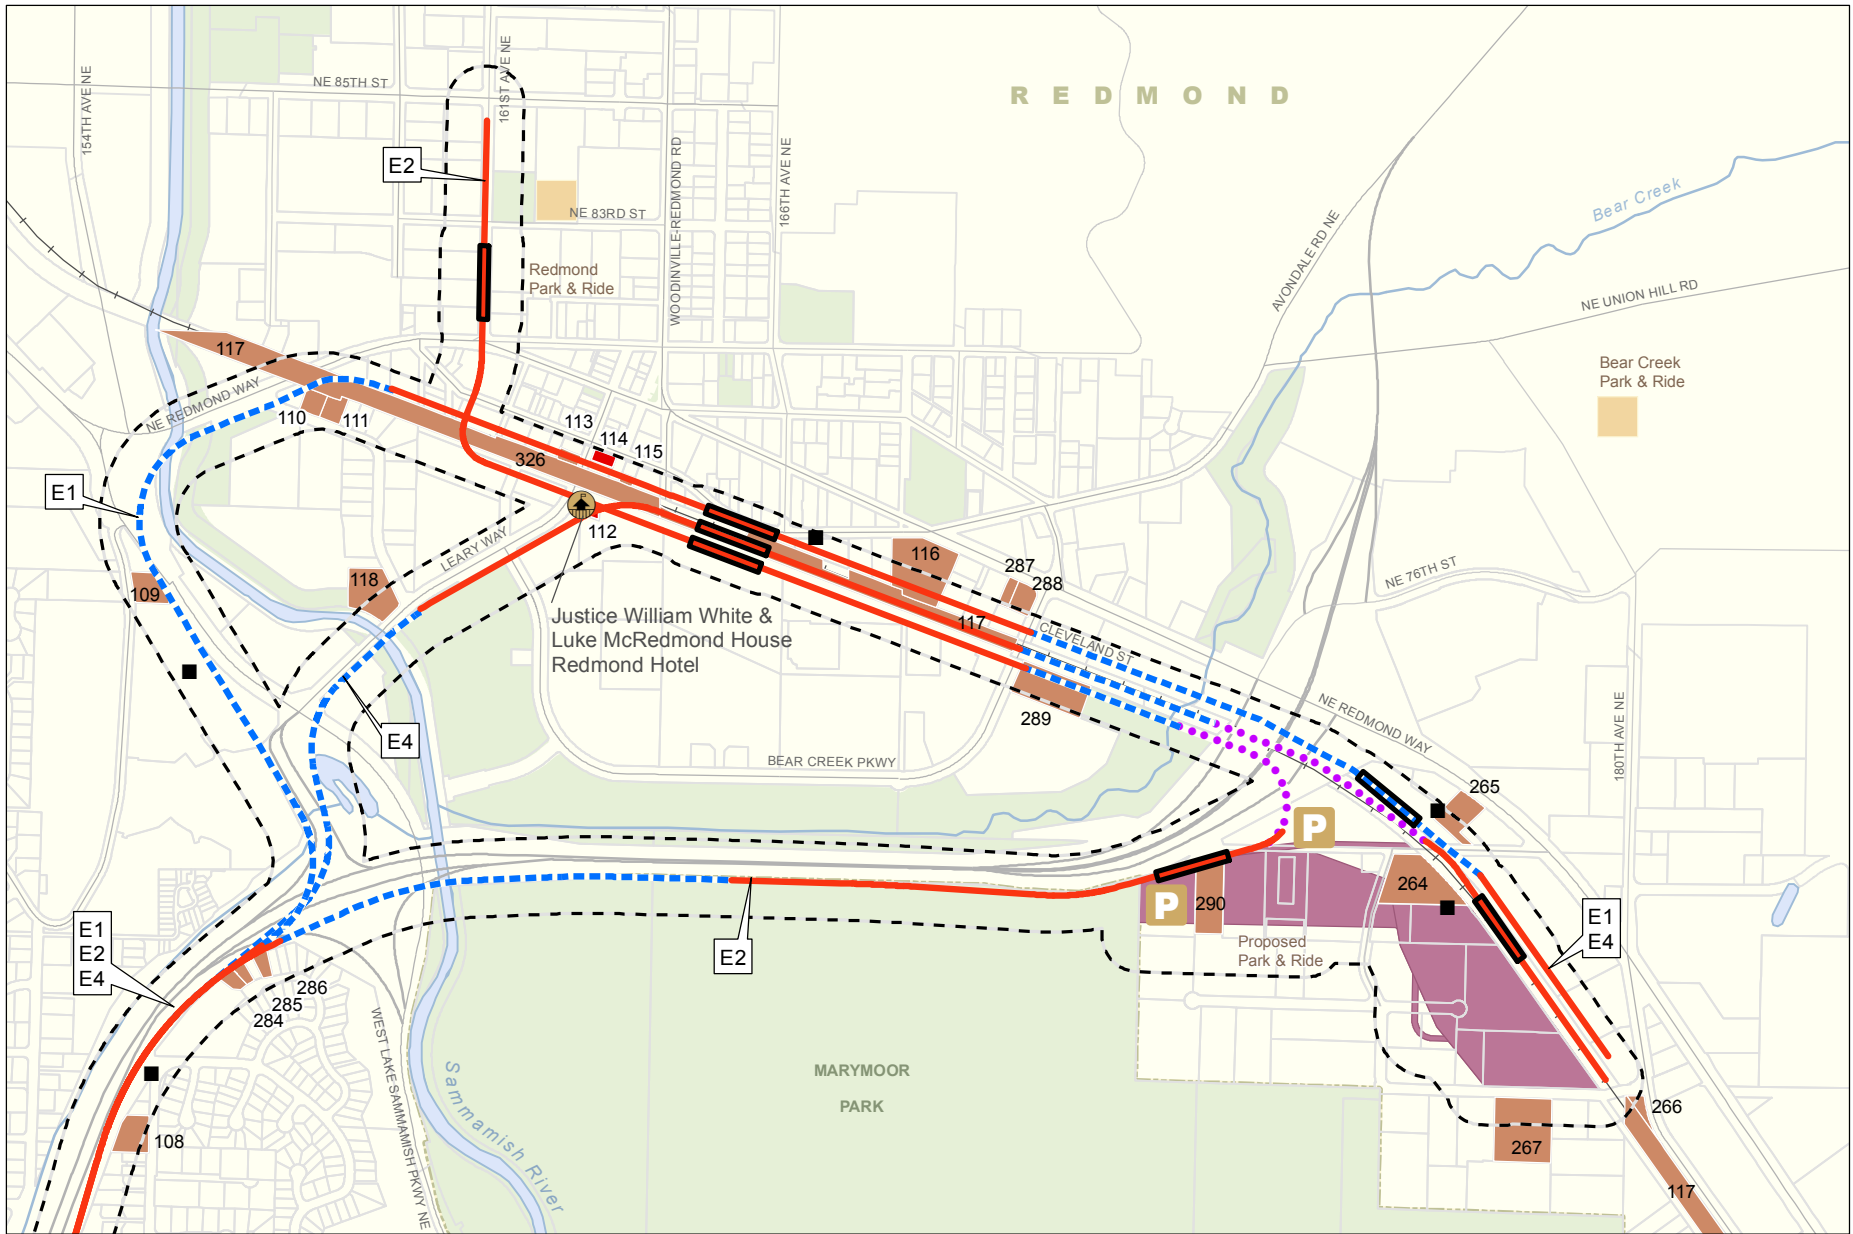 REDMOND
NE 85TH ST
161ST AVE NE
154TH AVE NE
E2
WOODINVILLE-REDMOND RD
166TH AVE NE
NE 83RD ST
Bear Creek
AVONDALE RD NE
Redmond
Park & Ride
NE UNION HILL RD
117
NE REDMOND WAY
110
111
113
114
115
326
Bear Creek
Park & Ride
E1
112
LEARY WAY
118
109
116
287
288
NE 76TH ST
Justice William White &
Luke McRedmond House
Redmond Hotel
117
CLEVELAND ST
E4
289
NE REDMOND WAY
180TH AVE NE
BEAR CREEK PKWY
265
P
264
P
290
E1
E4
E1
E2
E4
E2
Proposed
Park & Ride
286
285
284
WEST LAKE SAMMAMISH PKWY NE
Sammamish River
MARYMOOR
PARK
108
266
267
117
P